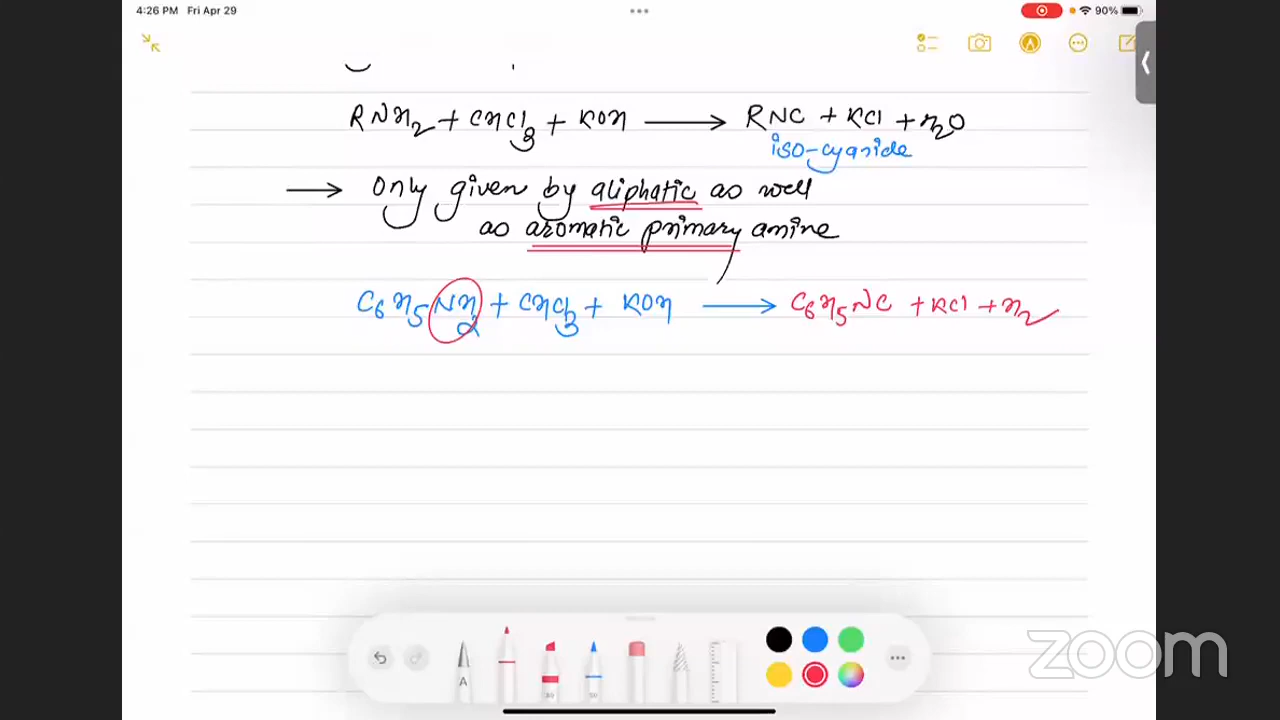 4:26 PM Fri Apr 29
90%
RNH2 + CHCl3 + KOH → RNC + KCl + H2O
iso-cyanide
→ Only given by aliphatic as well
as aromatic primary amine
C6H5NH2 + CHCl3 + KOH → C6H5NC + KCl + H2
A
zoom